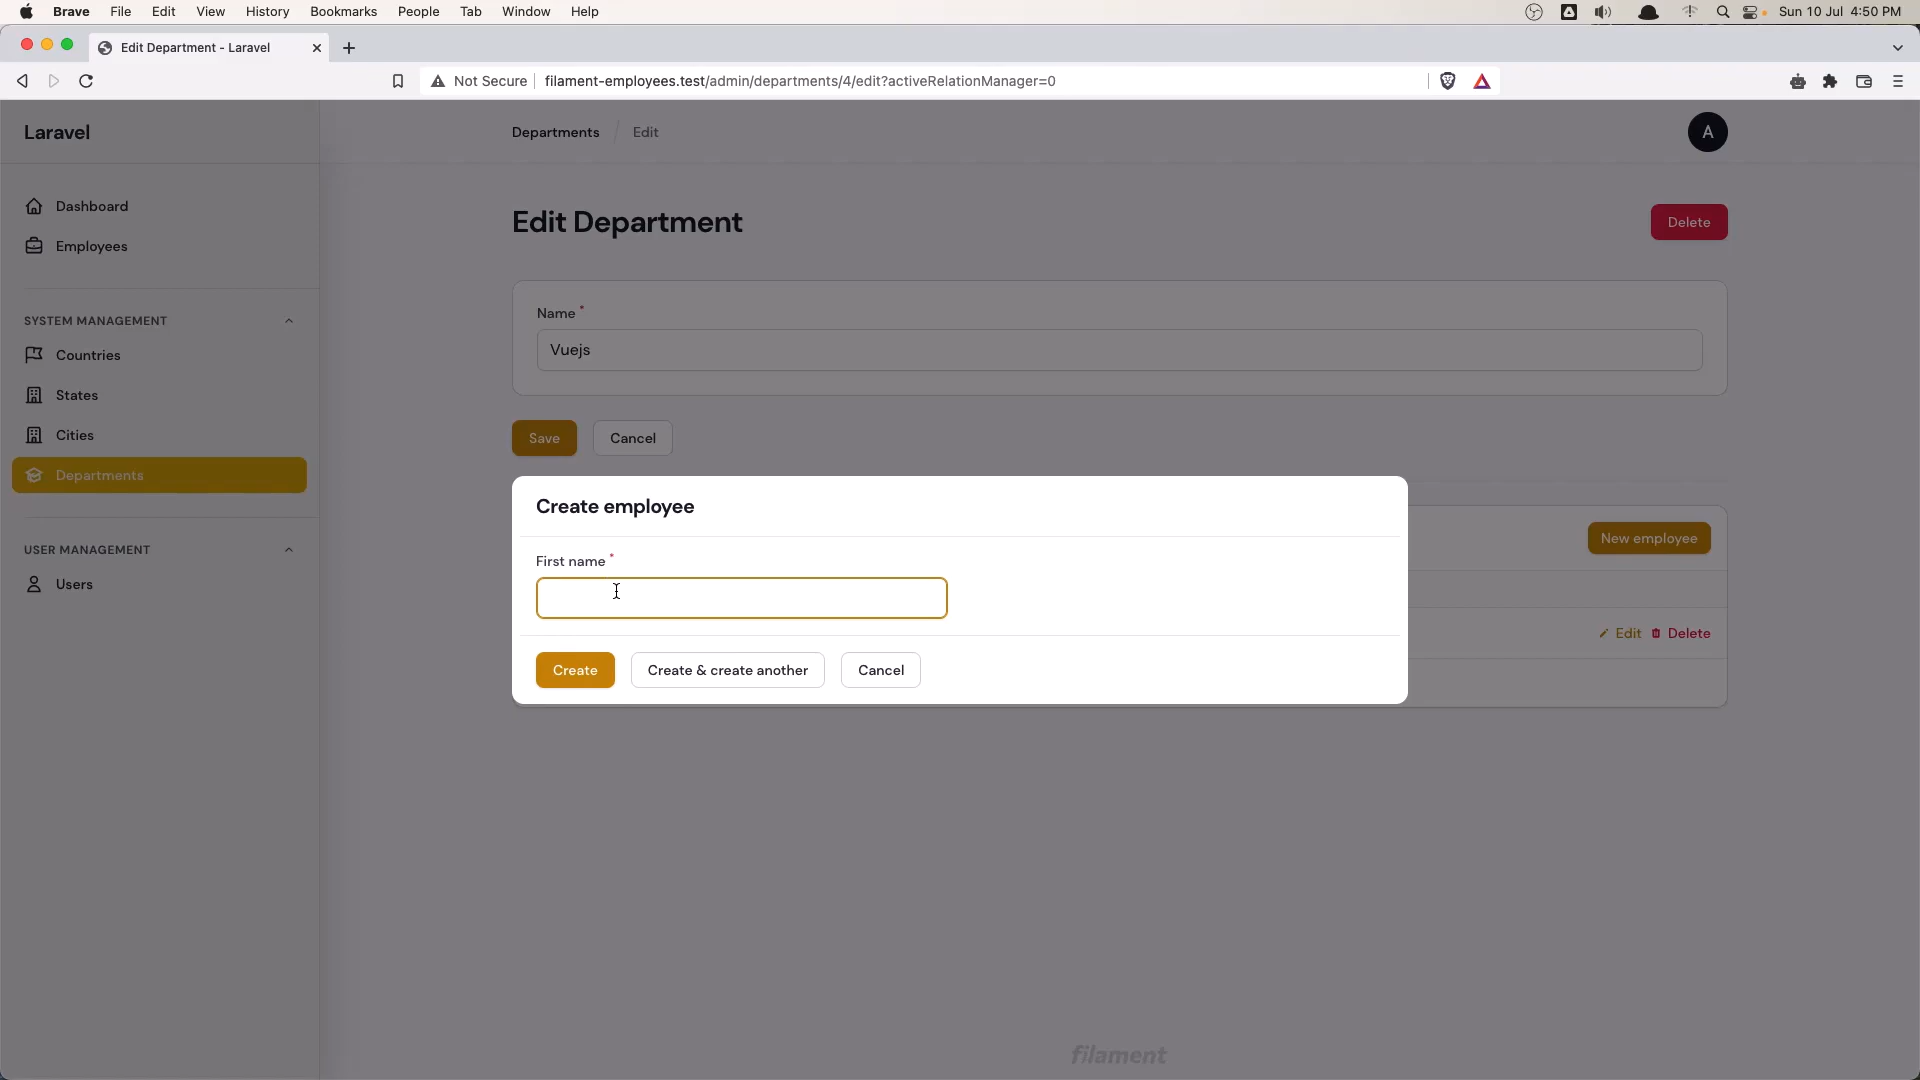 Brave File Edit View History Bookmarks People Tab Window Help Sun 10 Jul 4:50 PM
Edit Department - Laravel
Not Secure filament-employees.test/admin/departments/4/edit?activeRelationManager=0
Laravel
Departments / Edit
A
Dashboard
Employees
SYSTEM MANAGEMENT
Countries
States
Cities
Departments
USER MANAGEMENT
Users
Edit Department
Delete
Name *
Vuejs
Save Cancel
New employee
Edit Delete
Create employee
First name *
Create Create & create another Cancel
filament